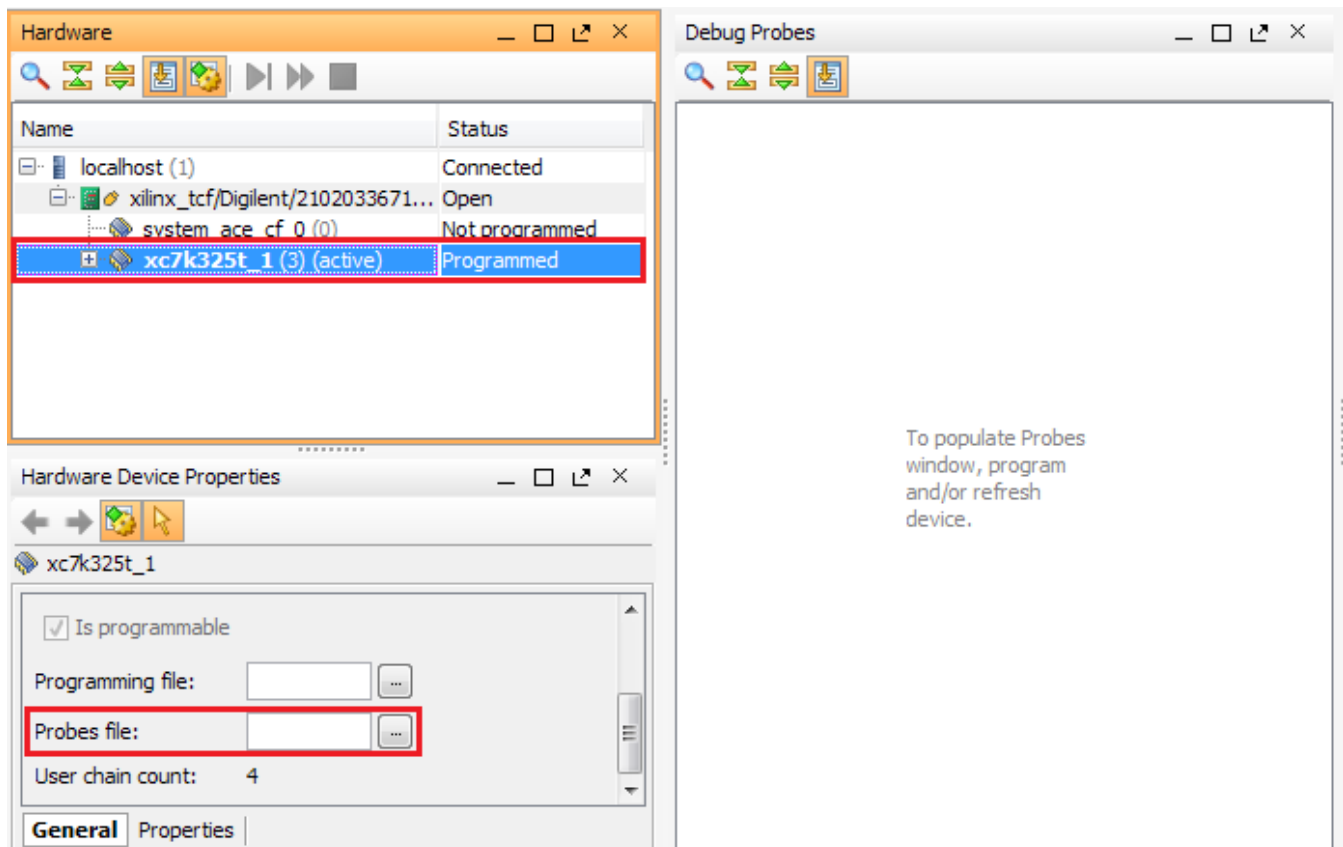 Hardware
Name Status
localhost (1) Connected
xilinx_tcf/Digilent/2102033671... Open
system_ace_cf_0 (0) Not programmed
xc7k325t_1 (3) (active) Programmed
Hardware Device Properties
xc7k325t_1
Is programmable
Programming file: ...
Probes file: ...
User chain count: 4
General Properties
Debug Probes
To populate Probes
window, program
and/or refresh
device.